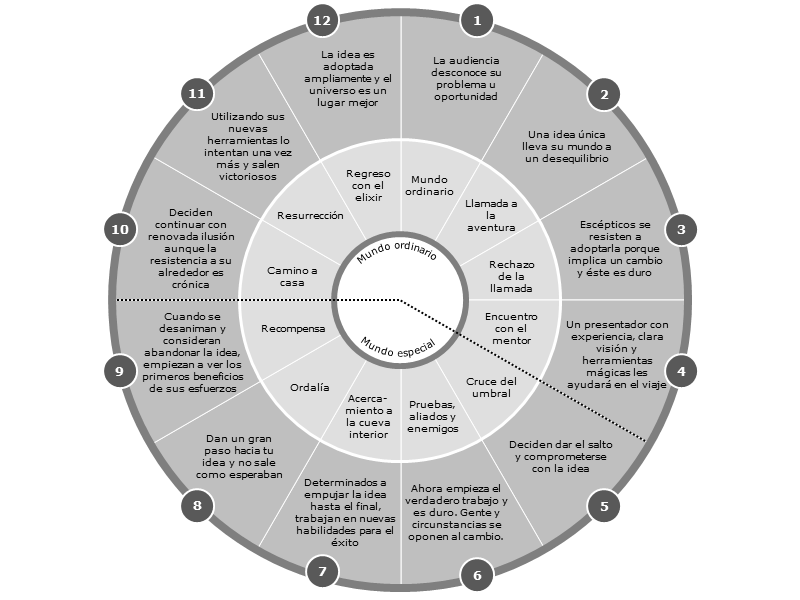 12
La idea es
adoptada
ampliamente y el
universo es un
lugar mejor
1
La audiencia
desconoce su
problema u
oportunidad
2
Una idea única
lleva su mundo a
un desequilibrio
3
Escépticos se
resisten a
adoptarla porque
implica un cambio
y éste es duro
4
Un presentador con
experiencia, clara
visión y
herramientas
mágicas les
ayudará en el viaje
5
Deciden dar el salto
y comprometerse
con la idea
6
Ahora empieza el
verdadero trabajo y
es duro. Gente y
circunstancias se
oponen al cambio.
7
Determinados a
empujar la idea
hasta el final,
trabajan en nuevas
habilidades para el
éxito
8
Dan un gran
paso hacia tu
idea y no sale
como esperaban
9
Cuando se
desaniman y
consideran
abandonar la idea,
empiezan a ver los
primeros beneficios
de sus esfuerzos
10
Deciden
continuar con
renovada ilusión
aunque la
resistencia a su
alrededor es
crónica
11
Utilizando sus
nuevas
herramientas lo
intentan una vez
más y salen
victoriosos
Mundo
ordinario
Llamada a
la
aventura
Rechazo
de la
llamada
Encuentro
con el
mentor
Cruce del
umbral
Pruebas,
aliados y
enemigos
Acerca-
miento a
la cueva
interior
Ordalía
Recompensa
Camino a
casa
Resurrección
Regreso
con el
elixir
Mundo ordinario
Mundo especial